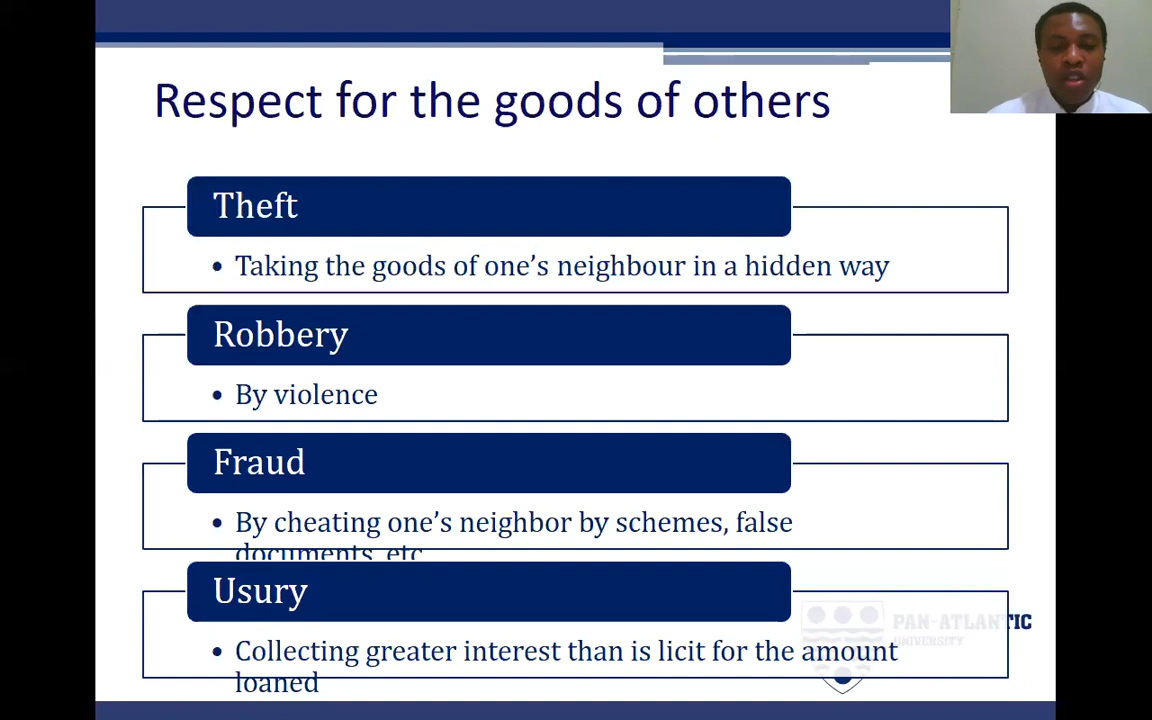 Respect for the goods of others
Theft
• Taking the goods of one’s neighbour in a hidden way
Robbery
• By violence
Fraud
• By cheating one’s neighbor by schemes, false
documents, etc
Usury
PAN-ATLANTIC
UNIVERSITY
• Collecting greater interest than is licit for the amount
loaned